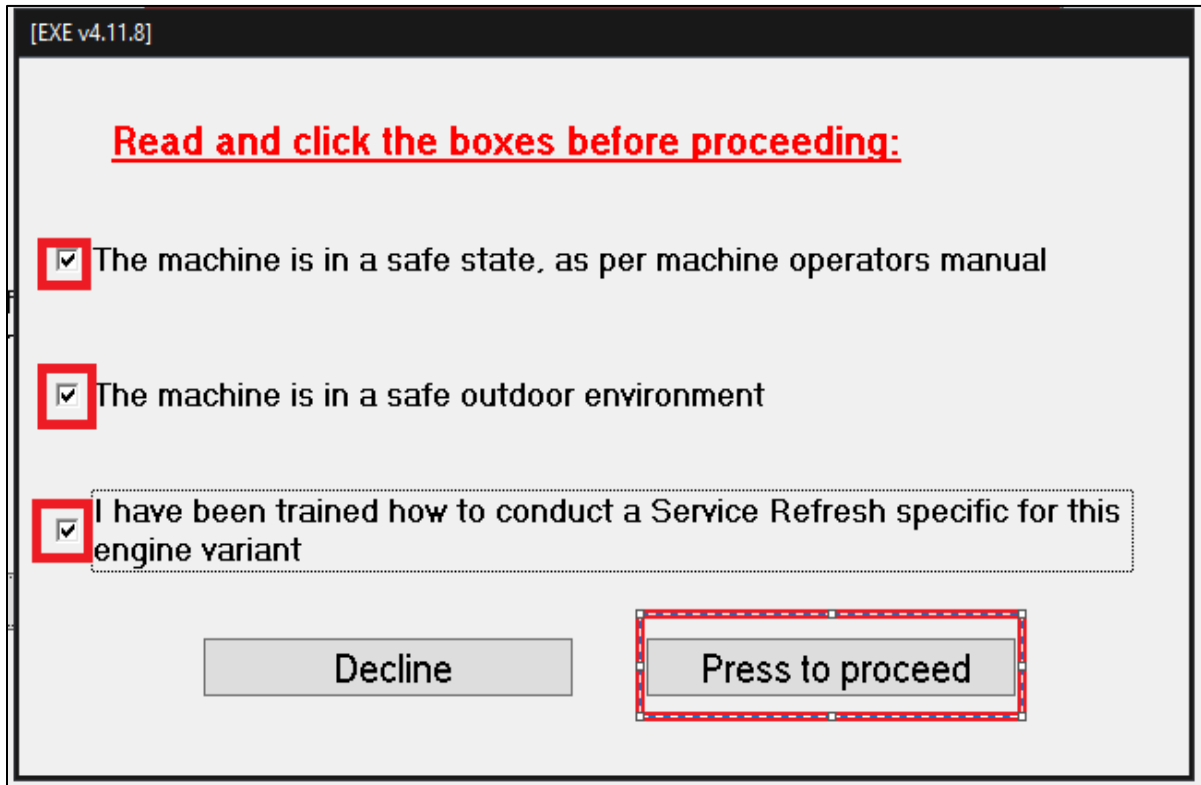 [EXE v4.11.8]
Read and click the boxes before proceeding:
The machine is in a safe state, as per machine operators manual
The machine is in a safe outdoor environment
I have been trained how to conduct a Service Refresh specific for this
engine variant
Decline
Press to proceed